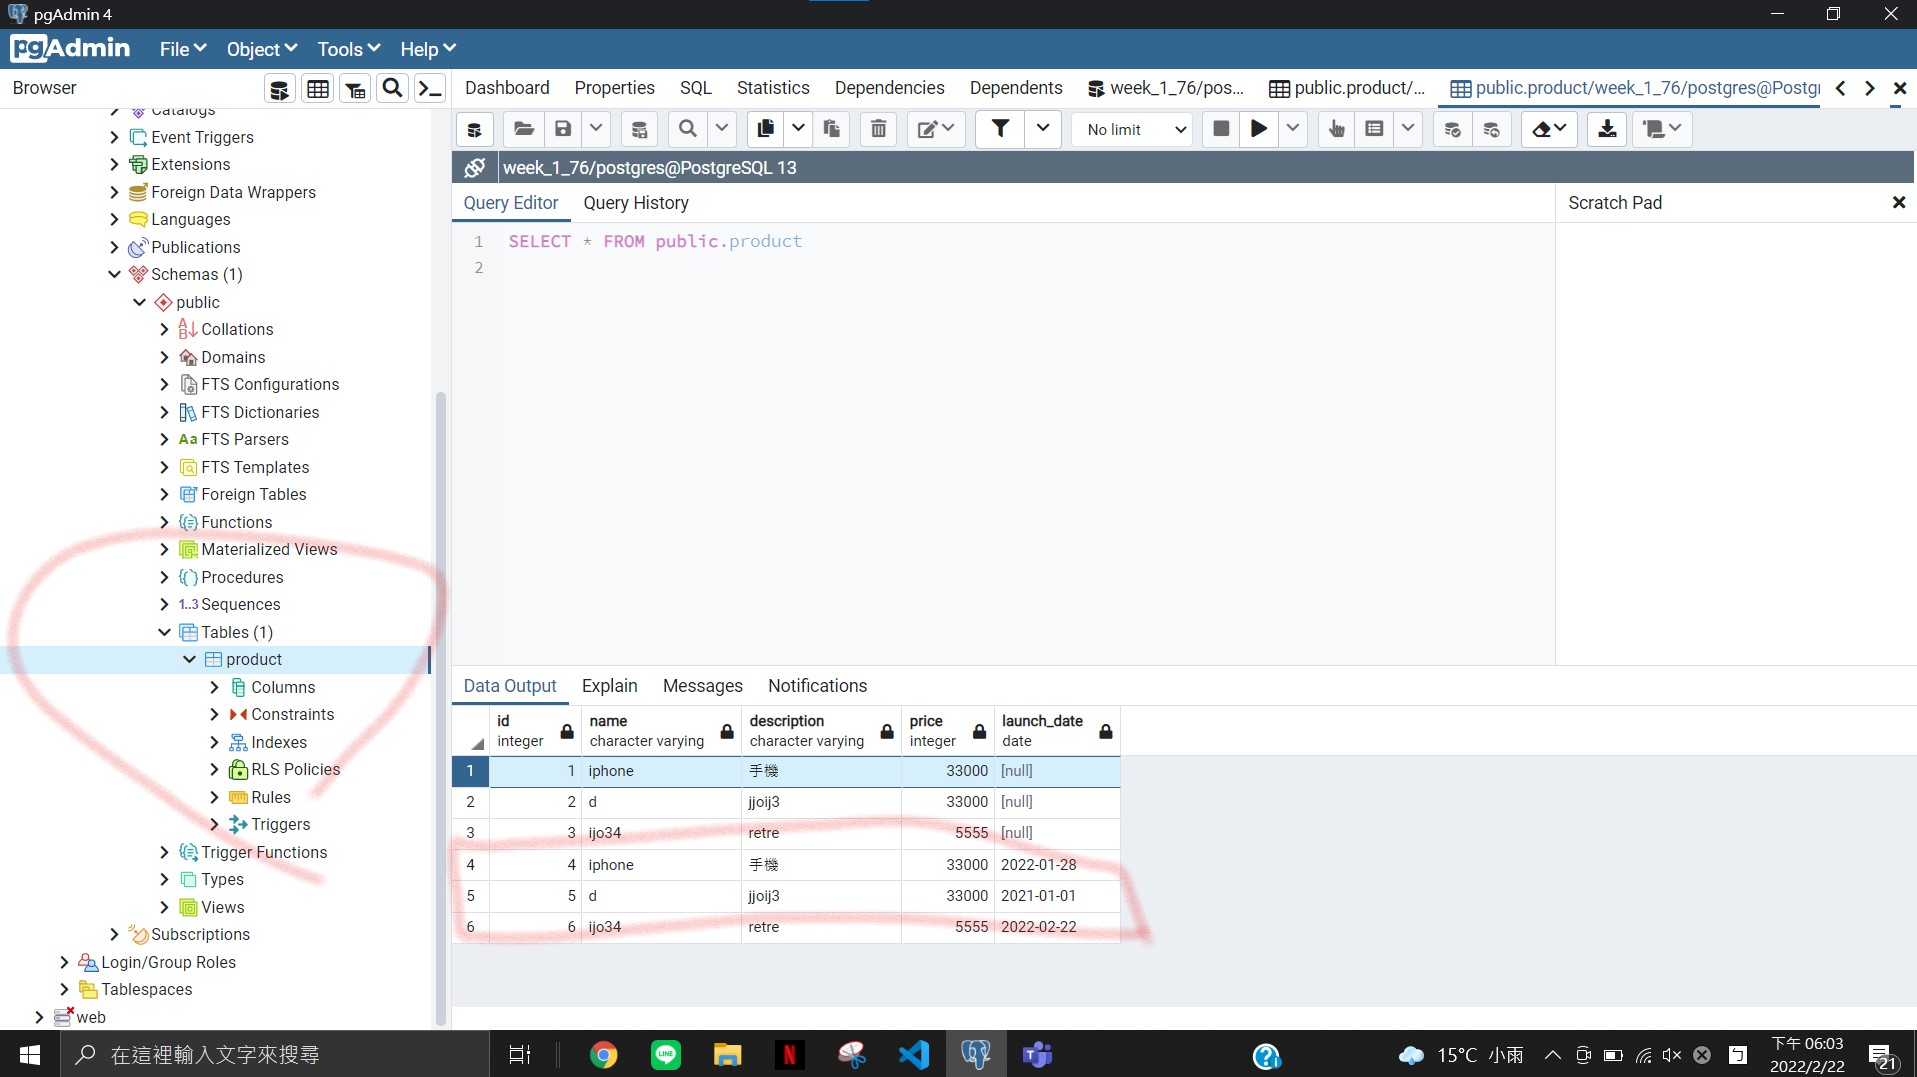 pgAdmin 4
pgAdmin File Object Tools Help
Browser
Dashboard Properties SQL Statistics Dependencies Dependents week_1_76/pos... public.product/... public.product/week_1_76/postgres@Postg
No limit
week_1_76/postgres@PostgreSQL 13
Query Editor Query History
Scratch Pad
1 SELECT * FROM public.product
2
Catalogs
Event Triggers
Extensions
Foreign Data Wrappers
Languages
Publications
Schemas (1)
public
Collations
Domains
FTS Configurations
FTS Dictionaries
Aa FTS Parsers
FTS Templates
Foreign Tables
Functions
Materialized Views
Procedures
1..3 Sequences
Tables (1)
product
Columns
Constraints
Indexes
RLS Policies
Rules
Triggers
Trigger Functions
Types
Views
Subscriptions
Login/Group Roles
Tablespaces
web
Data Output Explain Messages Notifications
id name description price launch_date
integer character varying character varying integer date
1 1 iphone 手機 33000 [null]
2 2 d jjoij3 33000 [null]
3 3 ijo34 retre 5555 [null]
4 4 iphone 手機 33000 2022-01-28
5 5 d jjoij3 33000 2021-01-01
6 6 ijo34 retre 5555 2022-02-22
在這裡輸入文字來搜尋
15°C 小雨
下午 06:03
2022/2/22
21